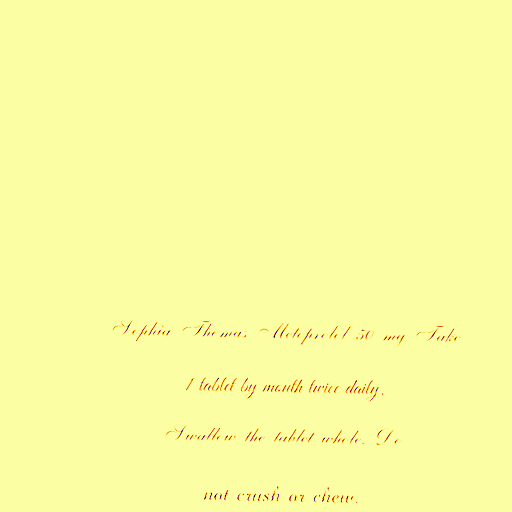 Sophia Thomas Metoprolol 50 mg Take
1 tablet by mouth twice daily.
Swallow the tablet whole. Do
not crush or chew.